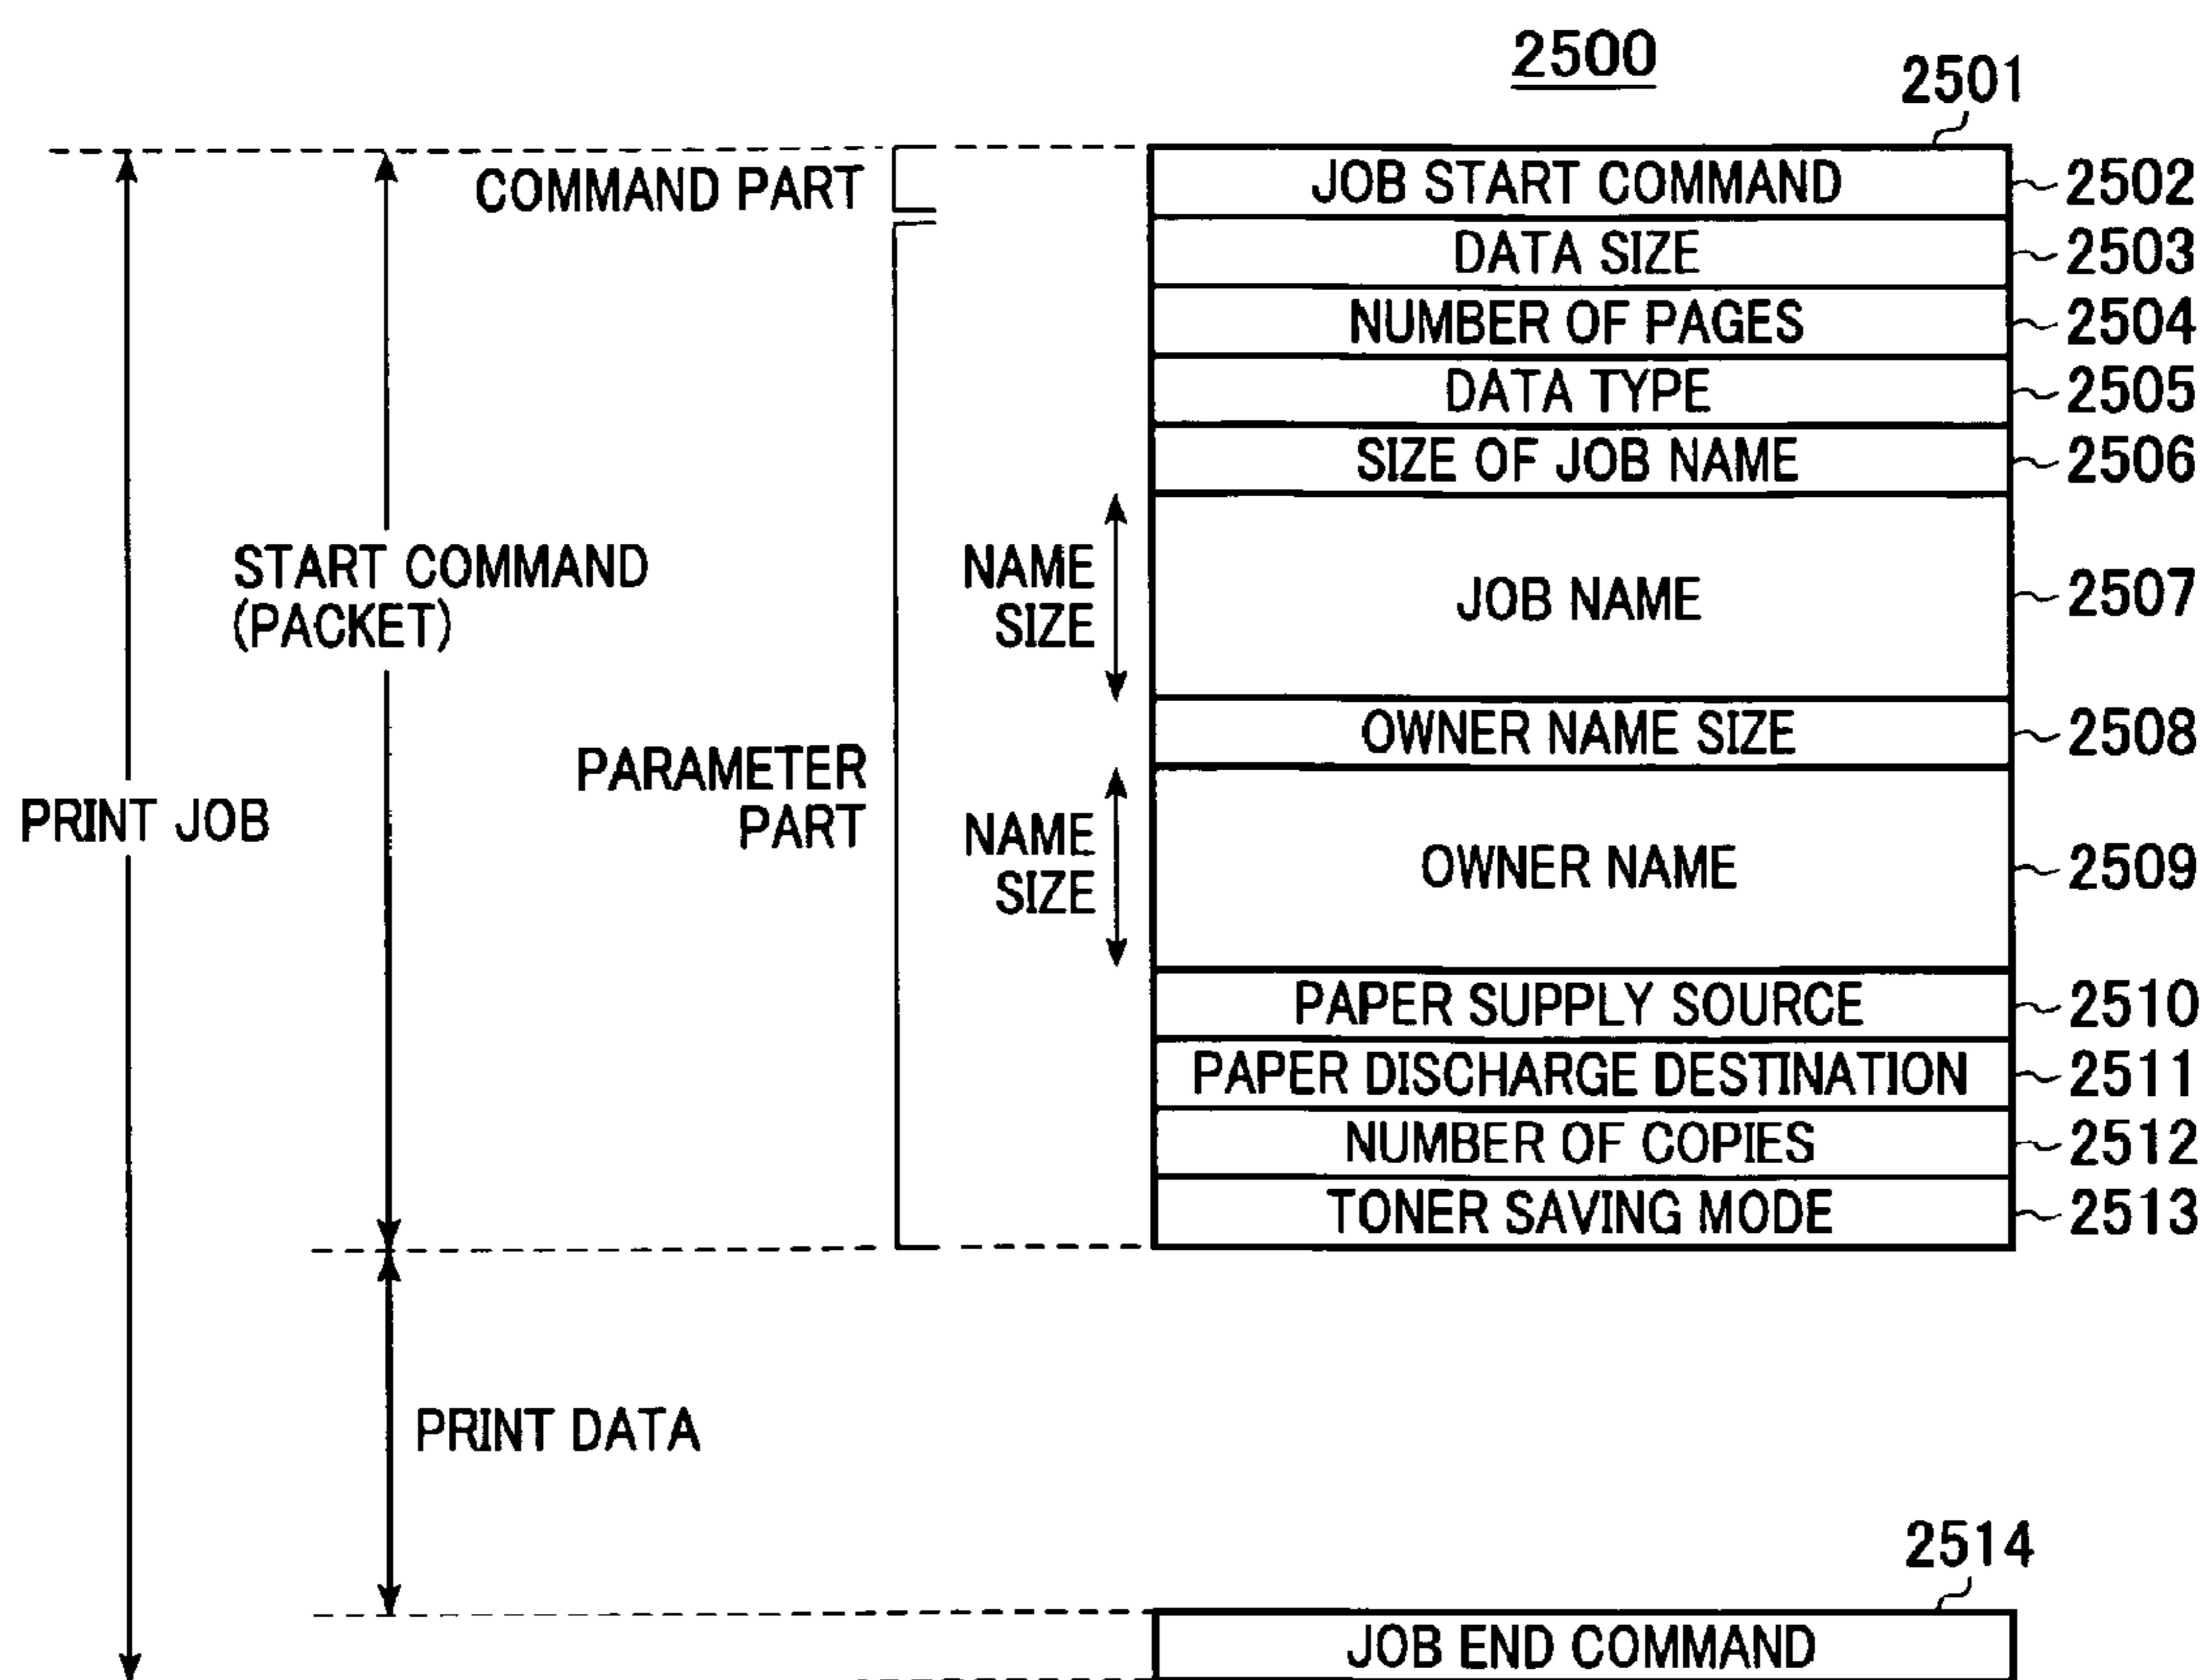 2500
2501
COMMAND PART
JOB START COMMAND
2502
DATA SIZE
2503
NUMBER OF PAGES
2504
DATA TYPE
2505
SIZE OF JOB NAME
2506
START COMMAND
(PACKET)
NAME
SIZE
JOB NAME
2507
OWNER NAME SIZE
2508
PARAMETER
PART
PRINT JOB
NAME
SIZE
OWNER NAME
2509
PAPER SUPPLY SOURCE
2510
PAPER DISCHARGE DESTINATION
2511
NUMBER OF COPIES
2512
TONER SAVING MODE
2513
PRINT DATA
2514
JOB END COMMAND